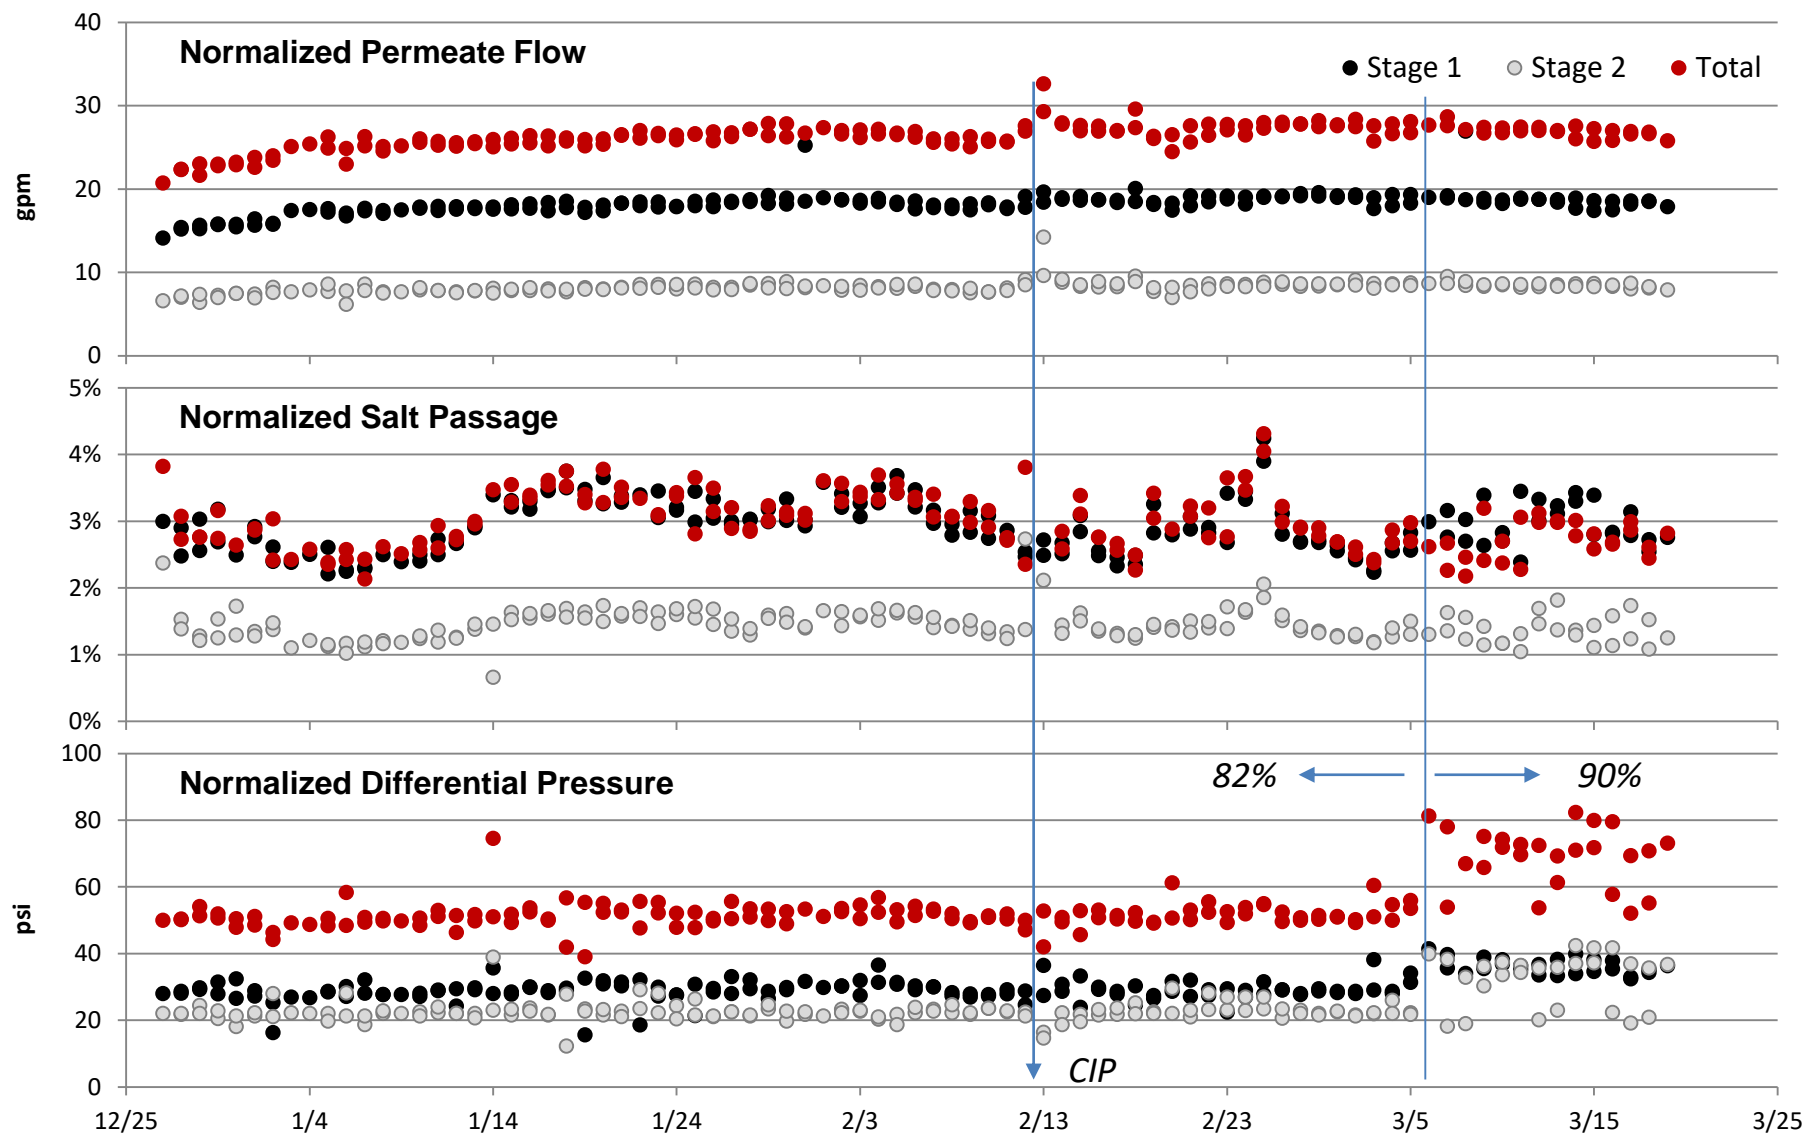 40
Normalized Permeate Flow
Stage 1 Stage 2 Total
30
gpm
20
10
0
5%
Normalized Salt Passage
4%
3%
2%
1%
0%
100
Normalized Differential Pressure
82% 90%
80
60
psi
40
20
CIP
0
12/25 1/4 1/14 1/24 2/3 2/13 2/23 3/5 3/15 3/25